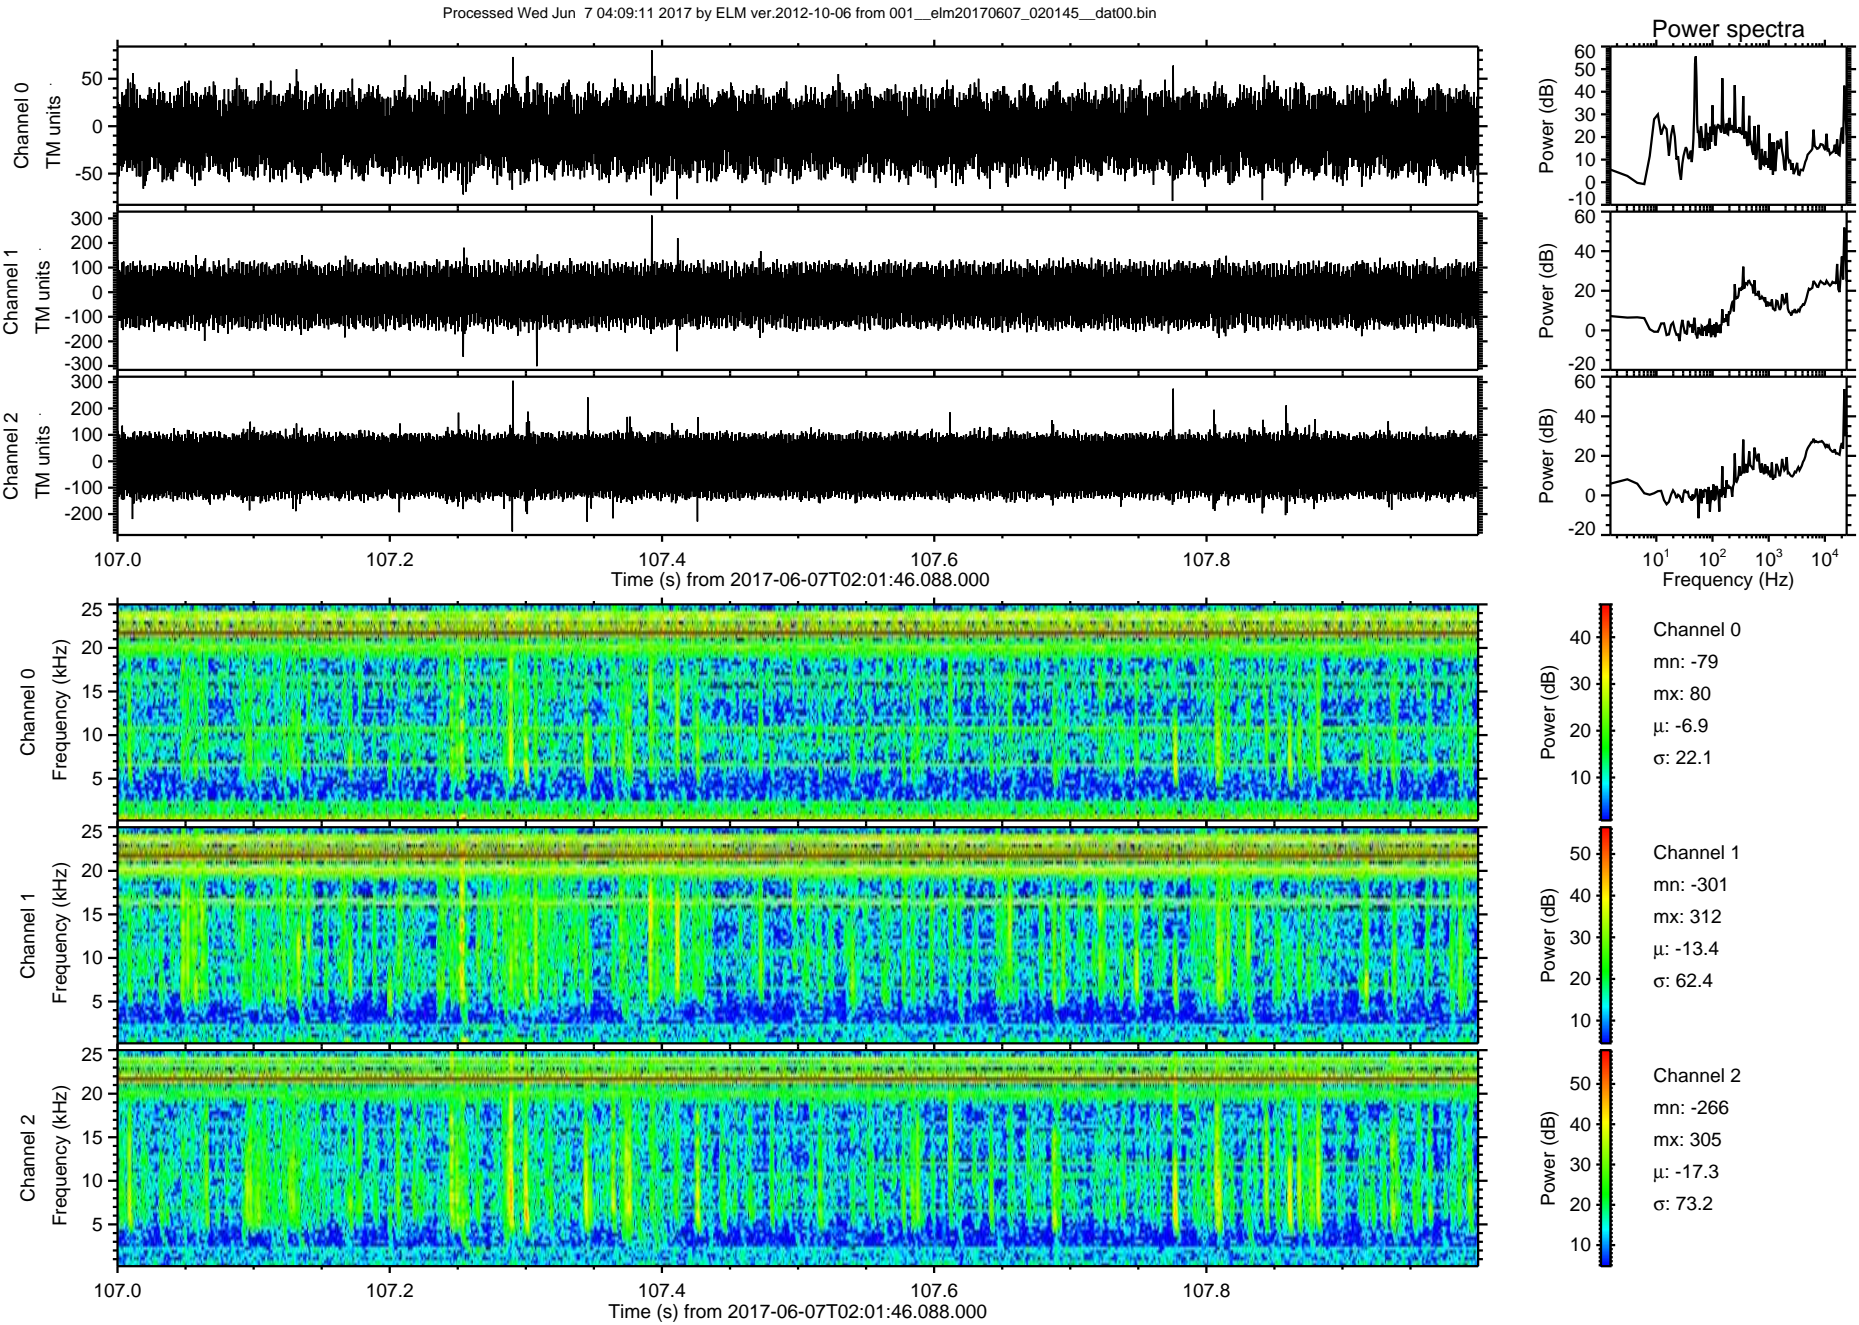 Processed Wed Jun  7 04:09:11 2017 by ELM ver.2012-10-06 from 001__elm20170607_020145__dat00.bin
Power spectra
Channel 0
TM units
50
0
-50
Power (dB)
60
50
40
30
20
10
0
-10
Channel 1
TM units
300
200
100
0
-100
-200
-300
Power (dB)
60
40
20
0
-20
Channel 2
TM units
300
200
100
0
-100
-200
Power (dB)
60
40
20
0
-20
107.0
107.2
107.4
107.6
107.8
Time (s) from 2017-06-07T02:01:46.088.000
10^1
10^2
10^3
10^4
Frequency (Hz)
Channel 0
Frequency (kHz)
25
20
15
10
5
Power (dB)
40
30
20
10
Channel 0
mn: -79
mx: 80
μ: -6.9
σ: 22.1
Channel 1
Frequency (kHz)
25
20
15
10
5
Power (dB)
50
40
30
20
10
Channel 1
mn: -301
mx: 312
μ: -13.4
σ: 62.4
Channel 2
Frequency (kHz)
25
20
15
10
5
Power (dB)
50
40
30
20
10
Channel 2
mn: -266
mx: 305
μ: -17.3
σ: 73.2
107.0
107.2
107.4
107.6
107.8
Time (s) from 2017-06-07T02:01:46.088.000